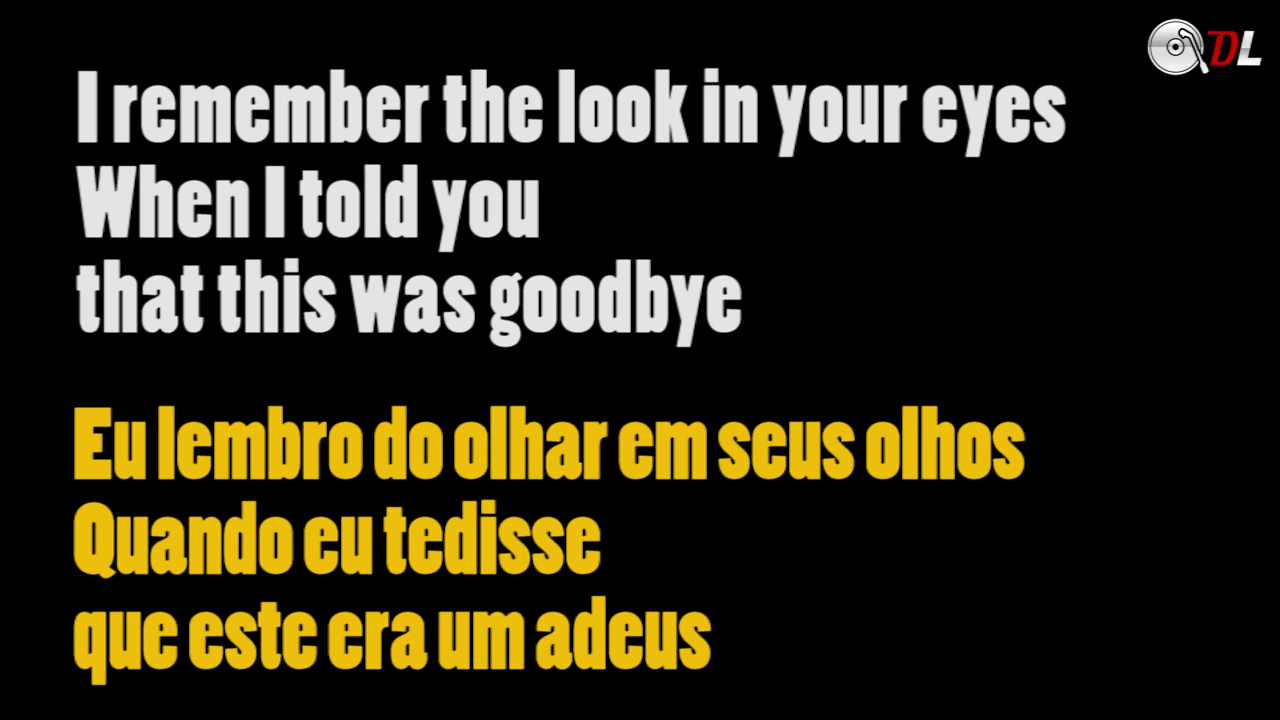 DL
I remember the look in your eyes
When I told you
that this was goodbye
Eu lembro do olhar em seus olhos
Quando eu tedisse
que este era um adeus